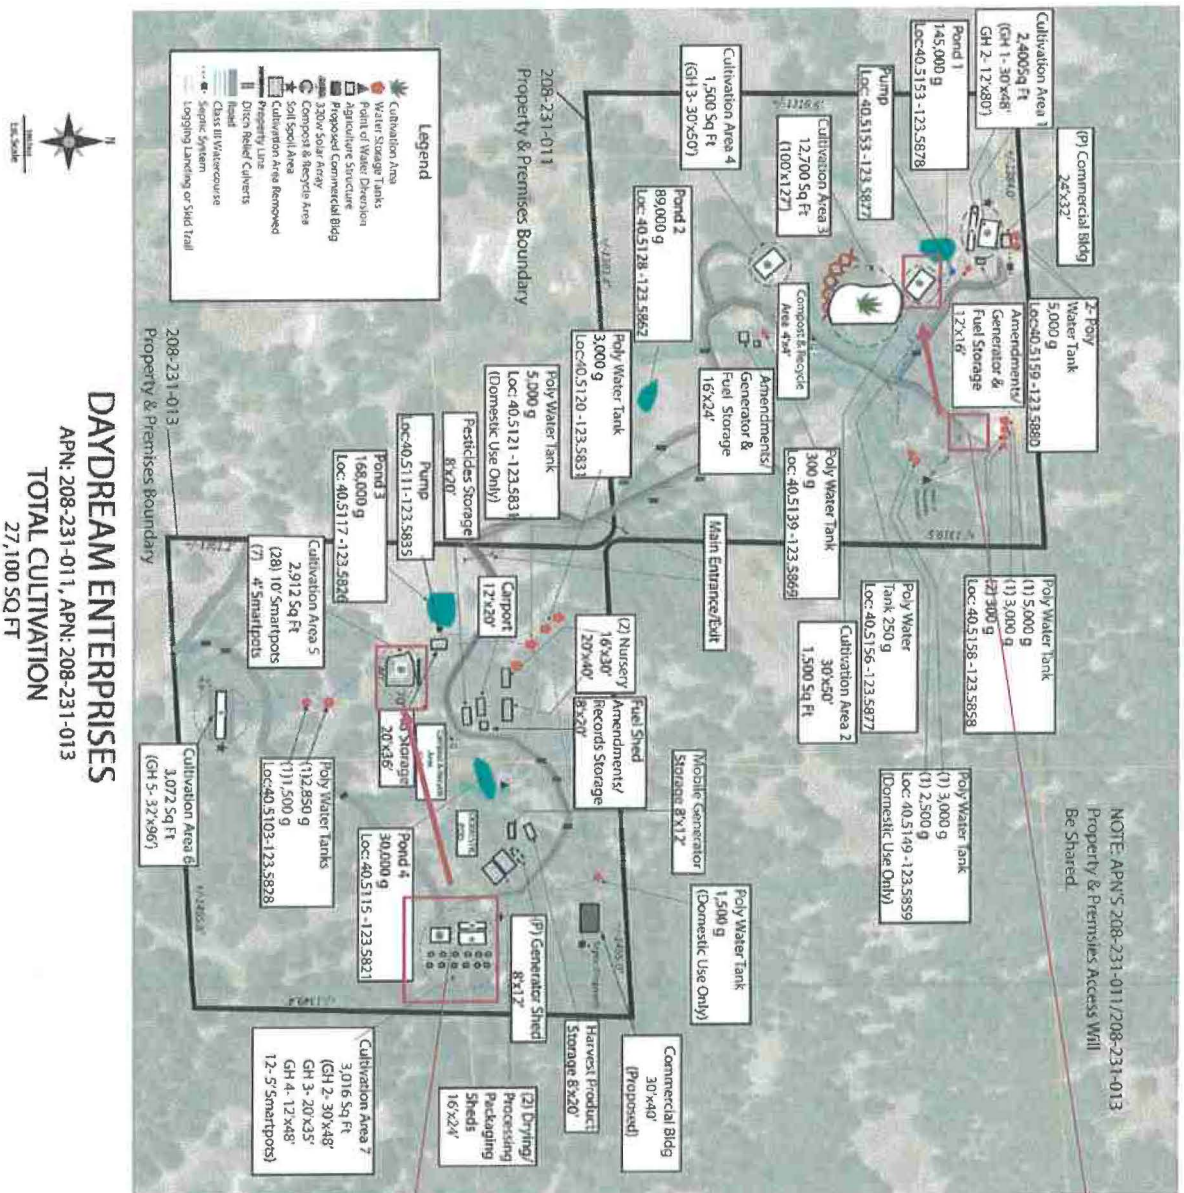 DAYDREAM ENTERPRISES
APN: 208-231-011, APN: 208-231-013
TOTAL CULTIVATION
27,100 SQ FT
NOTE: APN'S 208-231-011/208-231-013
Property & Premsies Access Will
Be Shared.
Cultivation Area 1
2,400Sq Ft
(GH 1- 30'x48'
GH 2- 12'x80')
(P) Commercial Bldg
24'x32'
2- Poly
Water Tank
5,000 g
Loc:40.5159 -123.5880
Pond 1
145,000 g
Loc:40.5153 -123.5878
Amendments/
Generator &
Fuel Storage
12'x16'
Poly Water Tank
(1) 5,000 g
(1) 3,000 g
(2) 300 g
Loc: 40.5158 -123.5858
Pump
Loc: 40.5153 -123.5877
Poly Water
Tank 250 g
Loc: 40.5156 -123.5877
Poly Water Tank
(1) 3,000 g
(1) 2,500 g
Loc: 40.5149 -123.5859
(Domestic Use Only)
Cultivation Area 3
12,700 Sq Ft
(100'x127')
Cultivation Area 2
30'x50'
1,500 Sq Ft
Cultivation Area 4
1,500 Sq Ft
(GH 3- 30'x50')
Compost & Recycle
Area 4'x4'
Poly Water Tank
300 g
Loc: 40.5139 -123.5869
Amendments/
Generator &
Fuel Storage
16'x24'
Pond 2
89,000 g
Loc: 40.5128 -123.5862
Main Entrance/Exit
208-231-011
Property & Premises Boundary
Poly Water Tank
3,000 g
Loc:40.5120 -123.5831
Poly Water Tank
5,000 g
Loc: 40.5121 -123.5831
(Domestic Use Only)
(2) Nursery
16'x30'
20'x40'
Fuel Shed
Amendments/
Records Storage
8'x20'
Mobile Generator
Storage 8'x12'
Poly Water Tank
1,500 g
(Domestic Use Only)
Commercial Bldg
30'x40'
(Proposed)
Pesticides Storage
8'x20'
Carport
12'x20'
Harvest Product
Storage 8'x20'
Pump
Loc:40.5111-123.5835
(P) Generator Shed
8'x12'
(2) Drying/
Processing
Packaging
Sheds
16'x24'
Pond 3
168,000 g
Loc: 40.5117 -123.5826
Storage
20'x36'
Pond 4
30,000 g
Loc: 40.5115 -123.5821
Cultivation Area 5
2,912 Sq Ft
(28) 10' Smartpots
(7) 4' Smartpots
Poly Water Tanks
(1)2,850 g
(1)1,500 g
Loc:40.5103-123.5828
Cultivation Area 7
3,016 Sq Ft
(GH 2- 30'x48'
GH 3- 20'x35'
GH 4- 12'x48'
12- 5' Smartpots)
Cultivation Area 6
3,072 Sq Ft
(GH 5- 32'x96')
208-231-013
Property & Premises Boundary
Legend
Cultivation Area
Water Storage Tanks
Point of Water Diversion
Agriculture Structure
Proposed Commercial Bldg
320w Solar Array
Compost & Recycle Area
Soil Spoil Area
Cultivation Area Removed
Property Line
Ditch Relief Culverts
Road
Class III Watercourse
Septic System
Logging Landing or Skid Trail
N